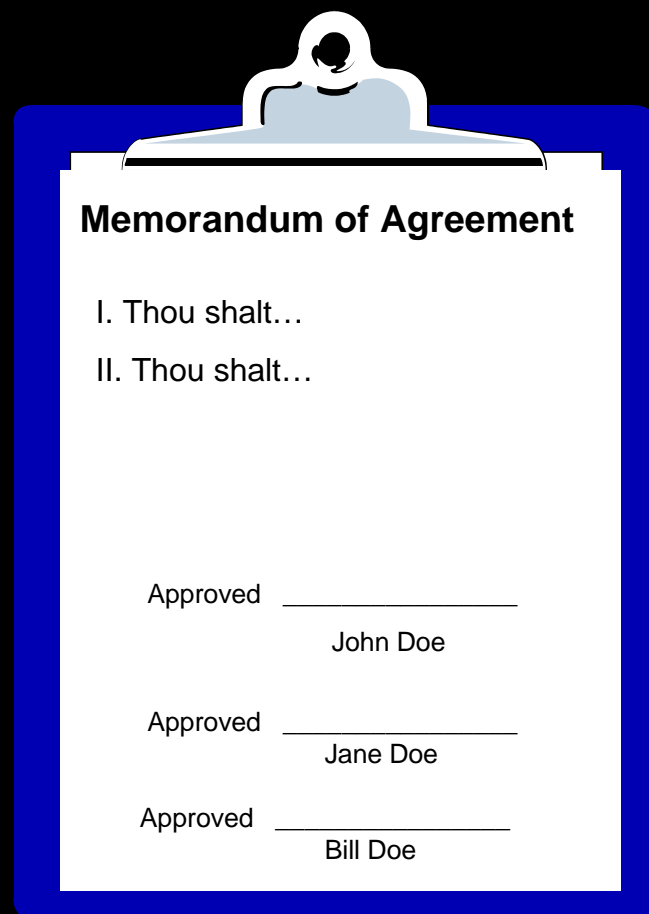 Memorandum of Agreement
I. Thou shalt…
II. Thou shalt…
Approved ________________
John Doe
Approved ________________
Jane Doe
Approved ________________
Bill Doe